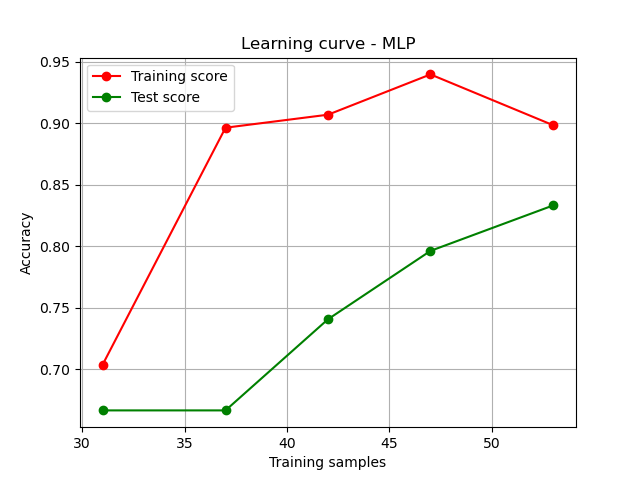 Learning curve - MLP
Training score
Test score
Accuracy
0.95
0.90
0.85
0.80
0.75
0.70
30 35 40 45 50
Training samples